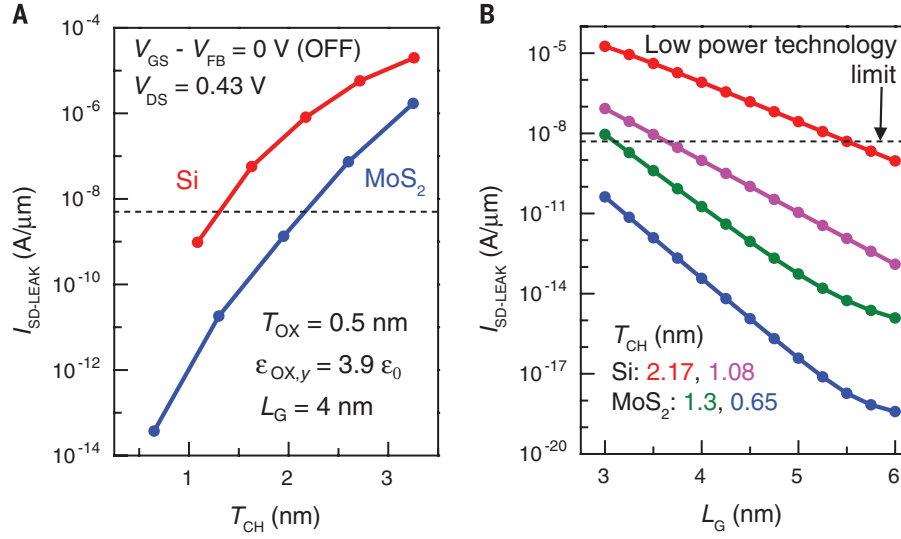 A
V_GS - V_FB = 0 V (OFF)
V_DS = 0.43 V
Si
MoS₂
T_OX = 0.5 nm
ε_OX,y = 3.9 ε₀
L_G = 4 nm
10⁻⁴
10⁻⁶
10⁻⁸
10⁻¹⁰
10⁻¹²
10⁻¹⁴
I_SD-LEAK (A/μm)
1
2
3
T_CH (nm)
B
Low power technology
limit
T_CH (nm)
Si: 2.17, 1.08
MoS₂: 1.3, 0.65
10⁻⁵
10⁻⁸
10⁻¹¹
10⁻¹⁴
10⁻¹⁷
10⁻²⁰
I_SD-LEAK (A/μm)
3
4
5
6
L_G (nm)